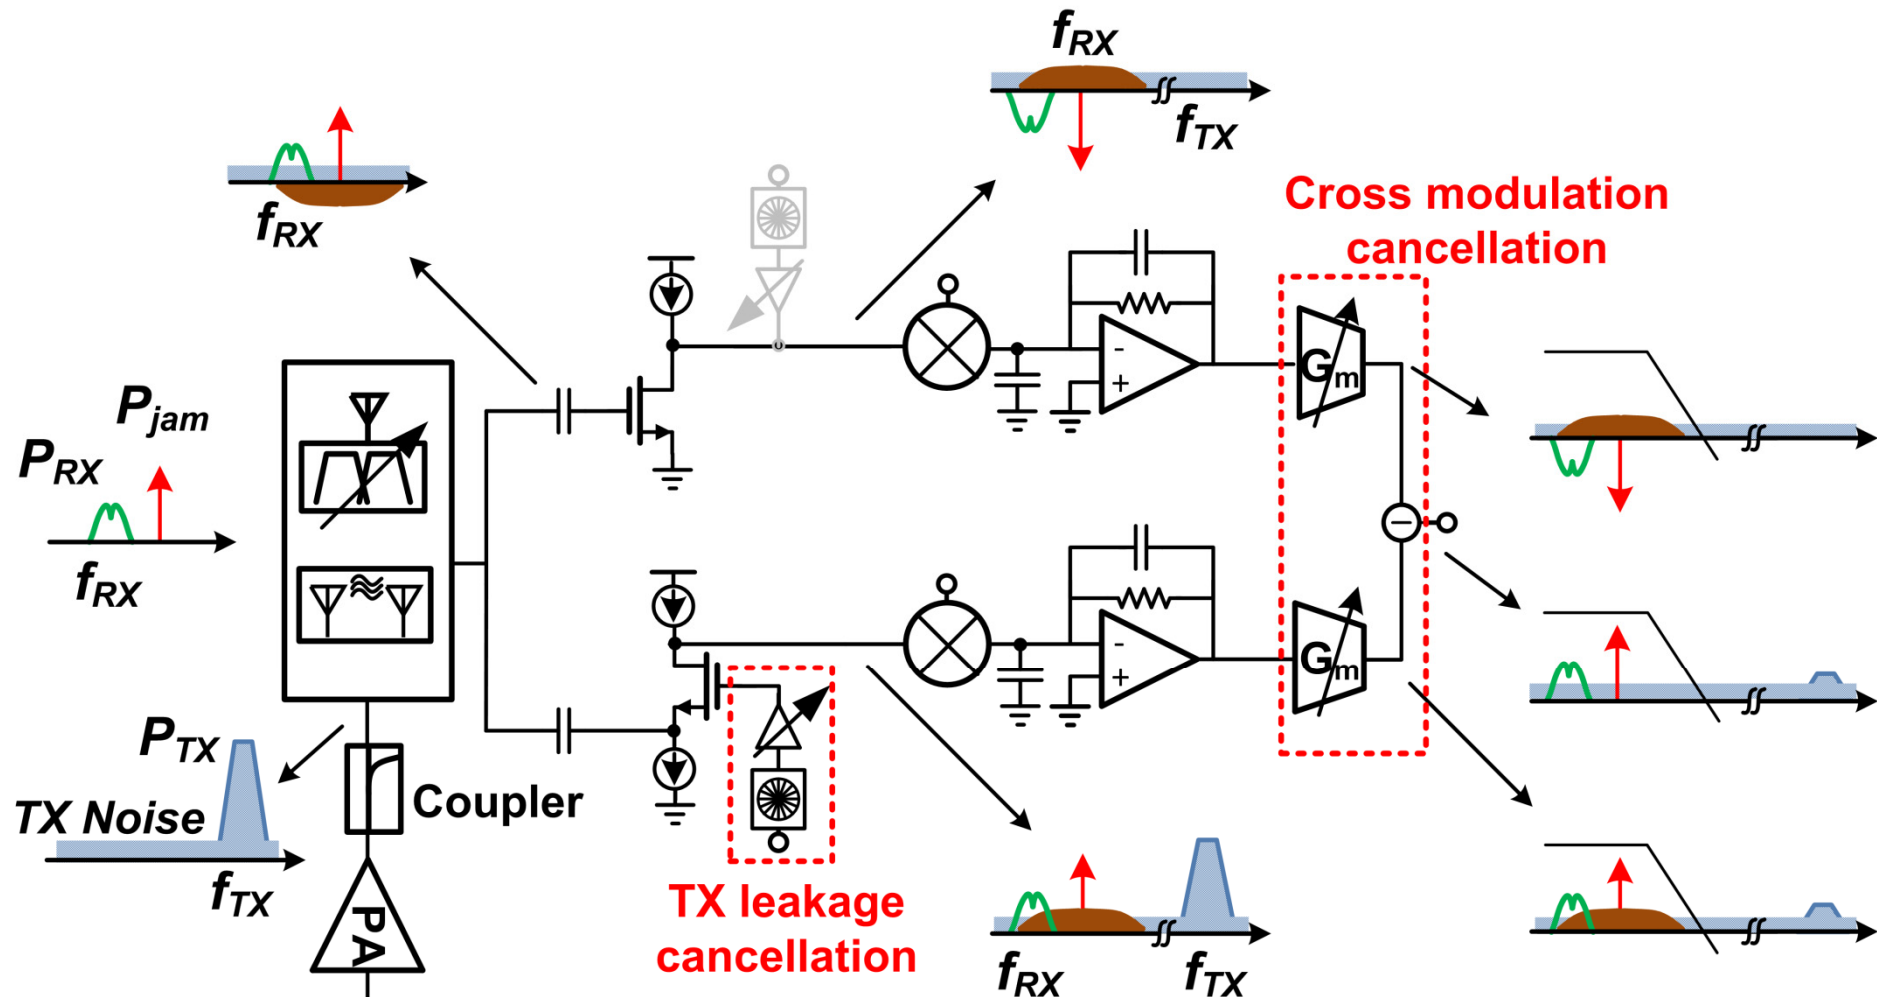 f_RX
f_TX
Cross modulation
cancellation
f_RX
-
+
G_m
P_jam
P_RX
f_RX
-
+
G_m
P_TX
Coupler
TX Noise
f_TX
PA
TX leakage
cancellation
f_RX
f_TX